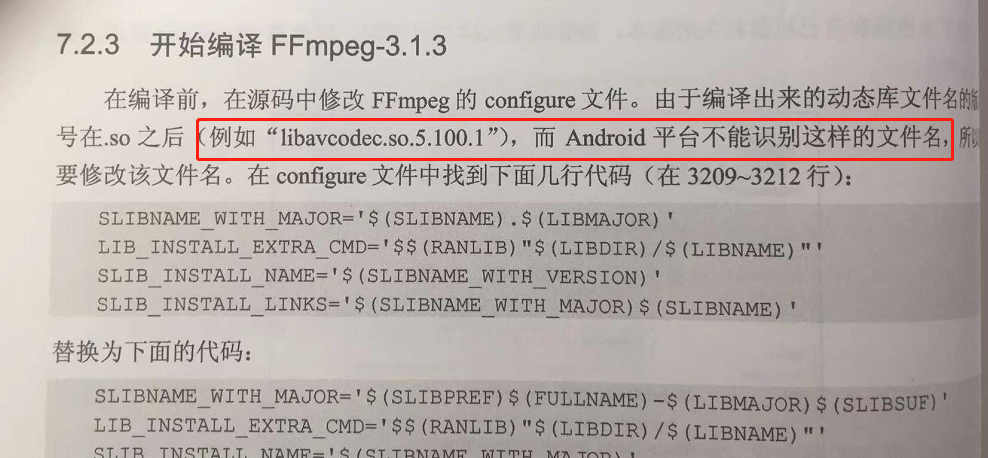 7.2.3 开始编译 FFmpeg-3.1.3
在编译前，在源码中修改 FFmpeg 的 configure 文件。由于编译出来的动态库文件名的版
号在.so 之后（例如“libavcodec.so.5.100.1”），而 Android 平台不能识别这样的文件名，所以
要修改该文件名。在 configure 文件中找到下面几行代码（在 3209~3212 行）：
SLIBNAME_WITH_MAJOR='$(SLIBNAME).$(LIBMAJOR)'
LIB_INSTALL_EXTRA_CMD='$$(RANLIB)"$(LIBDIR)/$(LIBNAME)"'
SLIB_INSTALL_NAME='$(SLIBNAME_WITH_VERSION)'
SLIB_INSTALL_LINKS='$(SLIBNAME_WITH_MAJOR)$(SLIBNAME)'
替换为下面的代码：
SLIBNAME_WITH_MAJOR='$(SLIBPREF)$(FULLNAME)-$(LIBMAJOR)$(SLIBSUF)'
LIB_INSTALL_EXTRA_CMD='$$(RANLIB)"$(LIBDIR)/$(LIBNAME)"'
SLIB_INSTALL_NAME='$(SLIBNAME_WITH_MAJOR)'